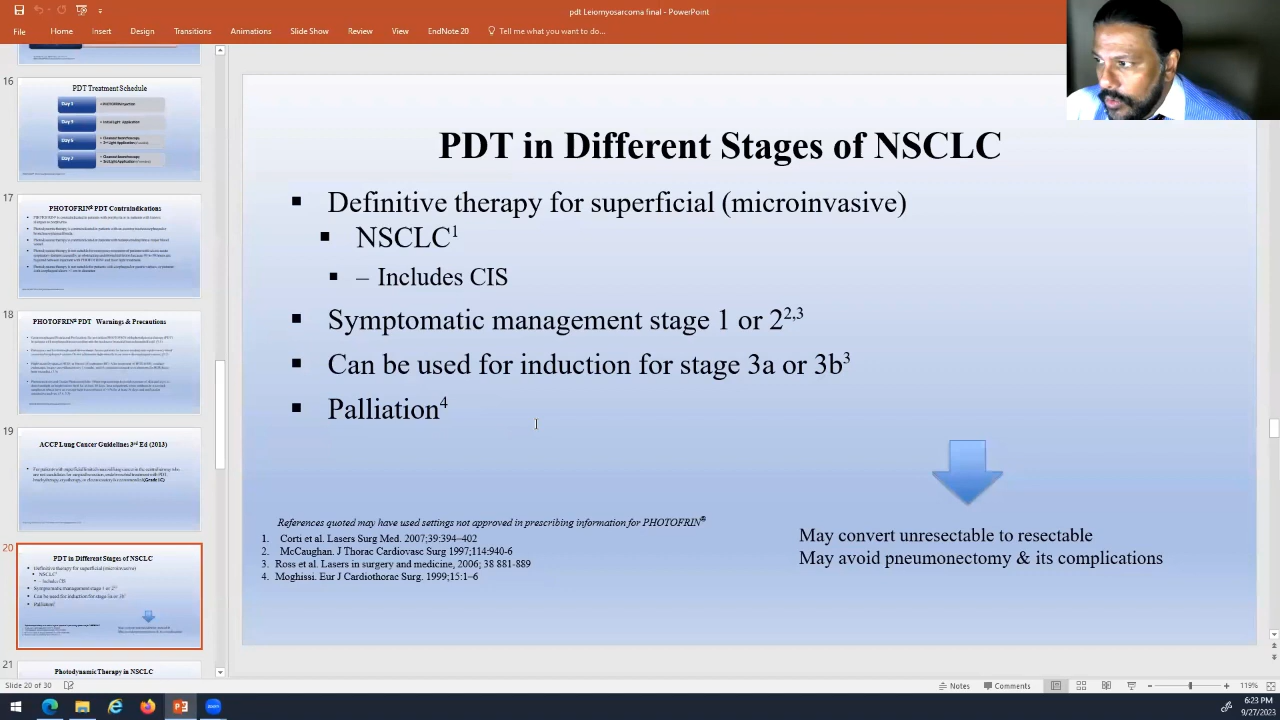 pdt Leiomyosarcoma final - PowerPoint
File Home Insert Design Transitions Animations Slide Show Review View EndNote 20 Tell me what you want to do...
16
PDT Treatment Schedule
Day 1
Day 3
Day 5
Day 7
17
PHOTOFRIN® PDT Contraindications
18
PHOTOFRIN® PDT Warnings & Precautions
19
ACCP Lung Cancer Guidelines 3rd Ed (2013)
20
PDT in Different Stages of NSCLC
Definitive therapy for superficial (microinvasive)
NSCLC1
Includes CIS
Symptomatic management stage 1 or 2
Can be used for induction for stage 3a or 3b
Palliation
21
Photodynamic Therapy in NSCLC
PDT in Different Stages of NSCLC
▪ Definitive therapy for superficial (microinvasive)
▪ NSCLC1
▪ – Includes CIS
▪ Symptomatic management stage 1 or 22,3
▪ Can be used for induction for stage 3a or 3b3
▪ Palliation4
May convert unresectable to resectable
May avoid pneumonectomy & its complications
References quoted may have used settings not approved in prescribing information for PHOTOFRIN®
1. Corti et al. Lasers Surg Med. 2007;39:394–402
2. McCaughan. J Thorac Cardiovasc Surg 1997;114:940-6
3. Ross et al. Lasers in surgery and medicine, 2006; 38 881-889
4. Moghissi. Eur J Cardiothorac Surg. 1999;15:1–6
Slide 20 of 30
Notes Comments 119%
zoom
6:23 PM
9/27/2023